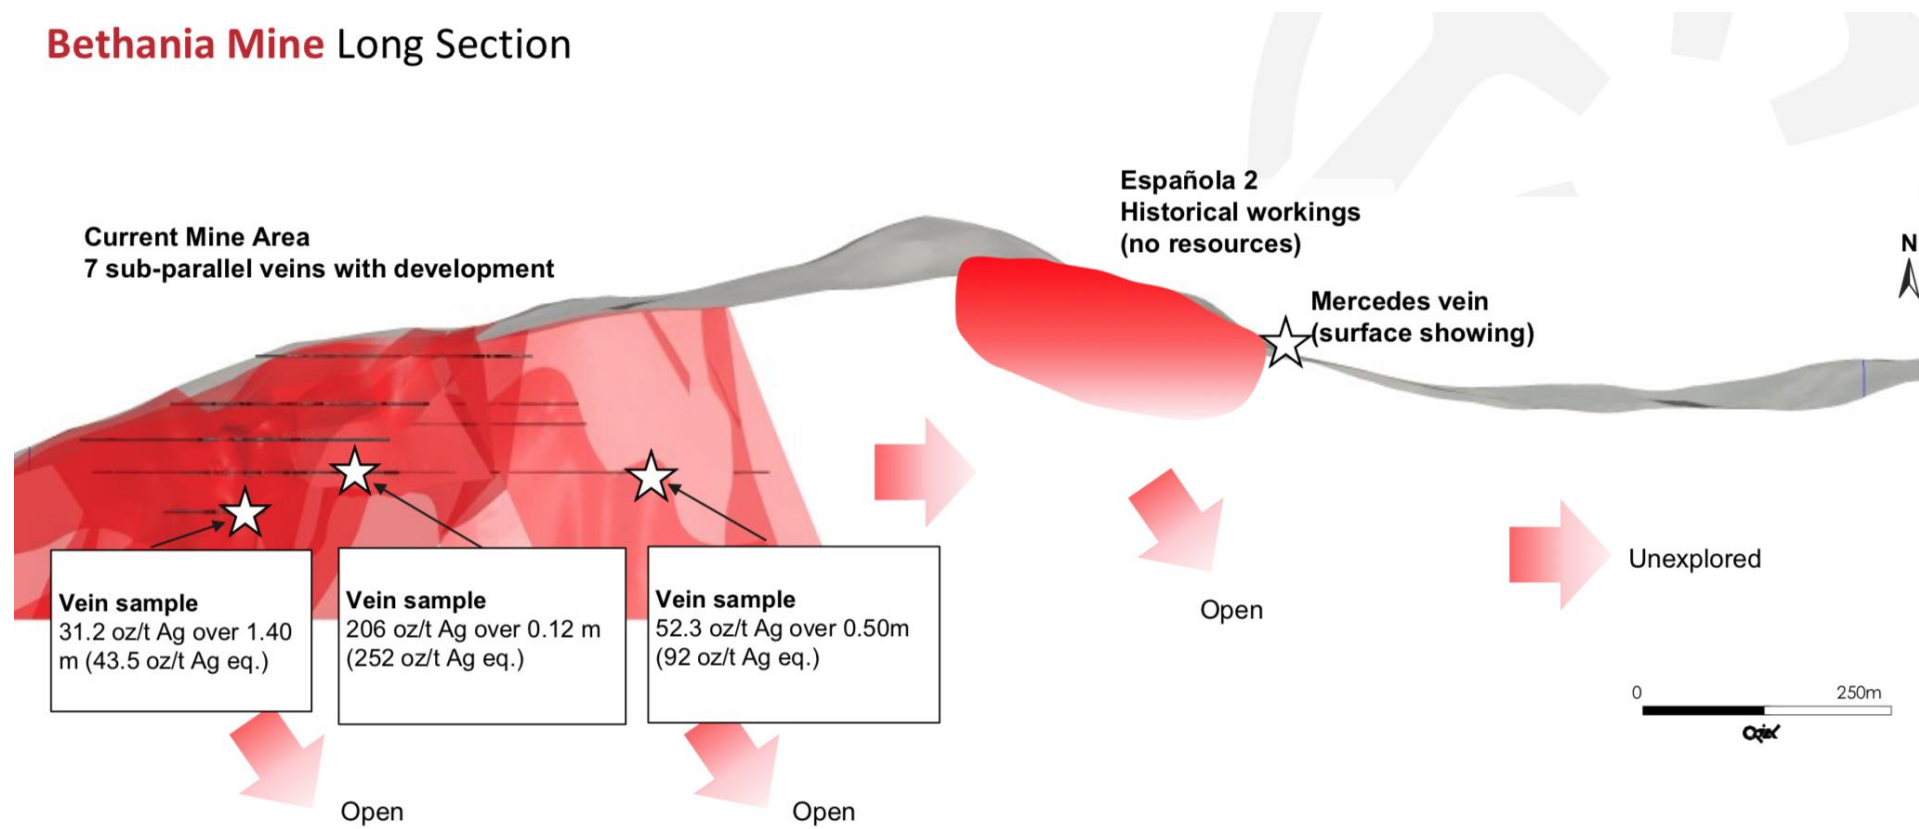 Bethania Mine Long Section
Current Mine Area
7 sub-parallel veins with development
Española 2
Historical workings
(no resources)
N
Mercedes vein
(surface showing)
Vein sample
31.2 oz/t Ag over 1.40
m (43.5 oz/t Ag eq.)
Vein sample
206 oz/t Ag over 0.12 m
(252 oz/t Ag eq.)
Vein sample
52.3 oz/t Ag over 0.50m
(92 oz/t Ag eq.)
Open
Open
Open
Unexplored
0 250m